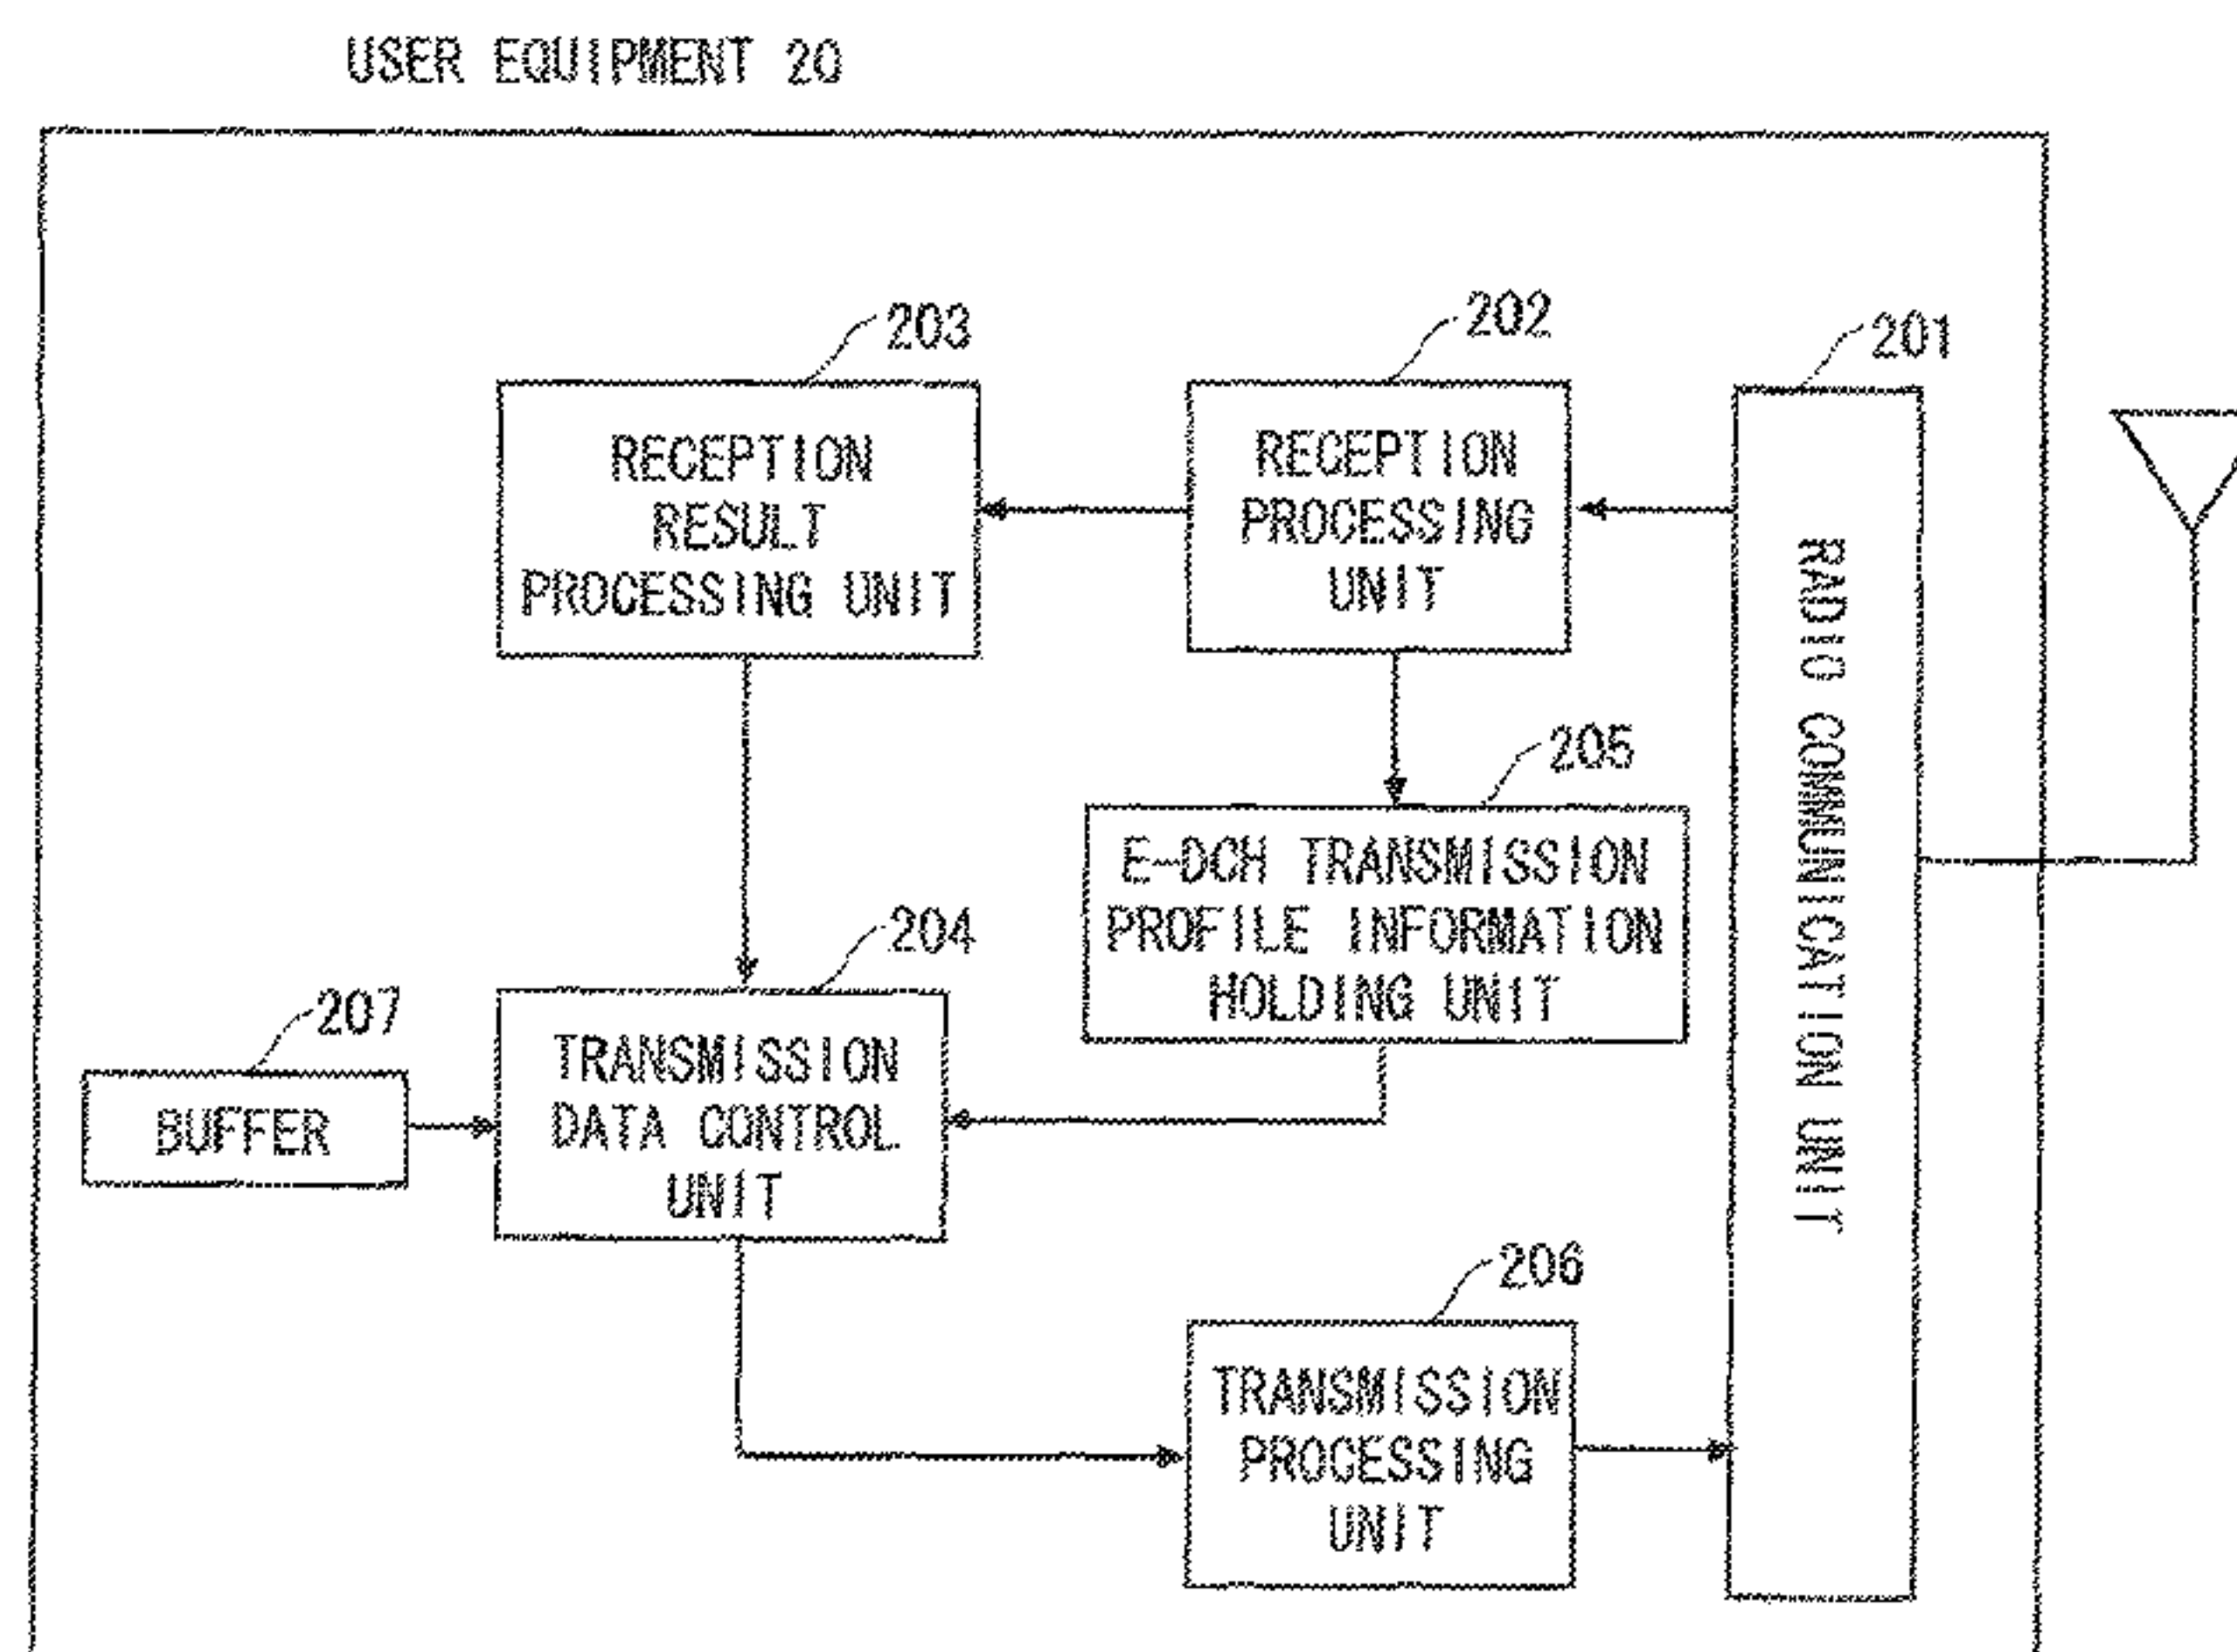 USER EQUIPMENT 20
203
202
201
RECEPTION
RESULT
PROCESSING UNIT
RECEPTION
PROCESSING
UNIT
RADIO COMMUNICATION UNIT
205
E-DCH TRANSMISSION
PROFILE INFORMATION
HOLDING UNIT
204
207
TRANSMISSION
DATA CONTROL
UNIT
BUFFER
206
TRANSMISSION
PROCESSING
UNIT